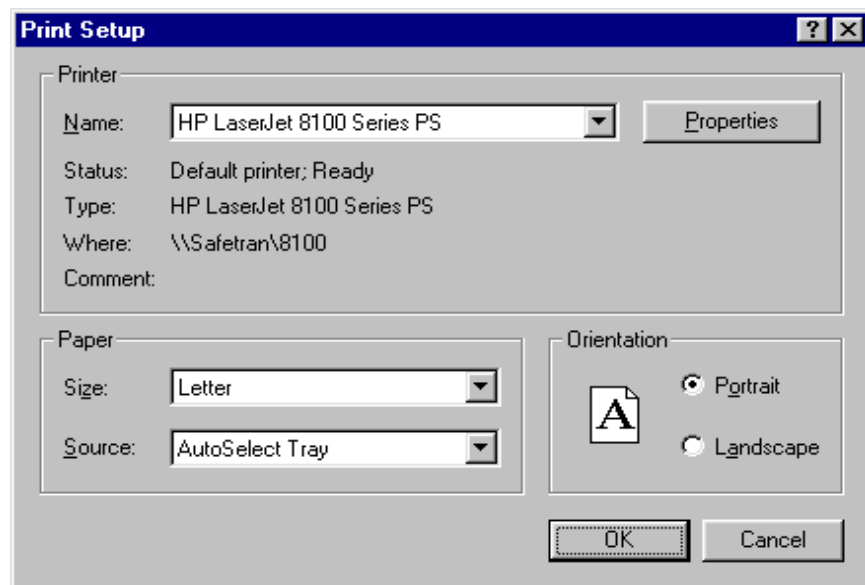 Print Setup
Printer
Name: HP LaserJet 8100 Series PS Properties
Status: Default printer; Ready
Type: HP LaserJet 8100 Series PS
Where: \\Safetran\8100
Comment:
Paper
Size: Letter
Source: AutoSelect Tray
Orientation
A
Portrait
Landscape
OK Cancel